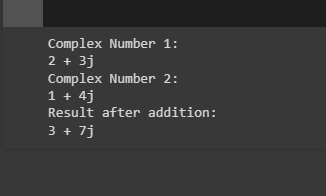 Complex Number 1:
2 + 3j
Complex Number 2:
1 + 4j
Result after addition:
3 + 7j